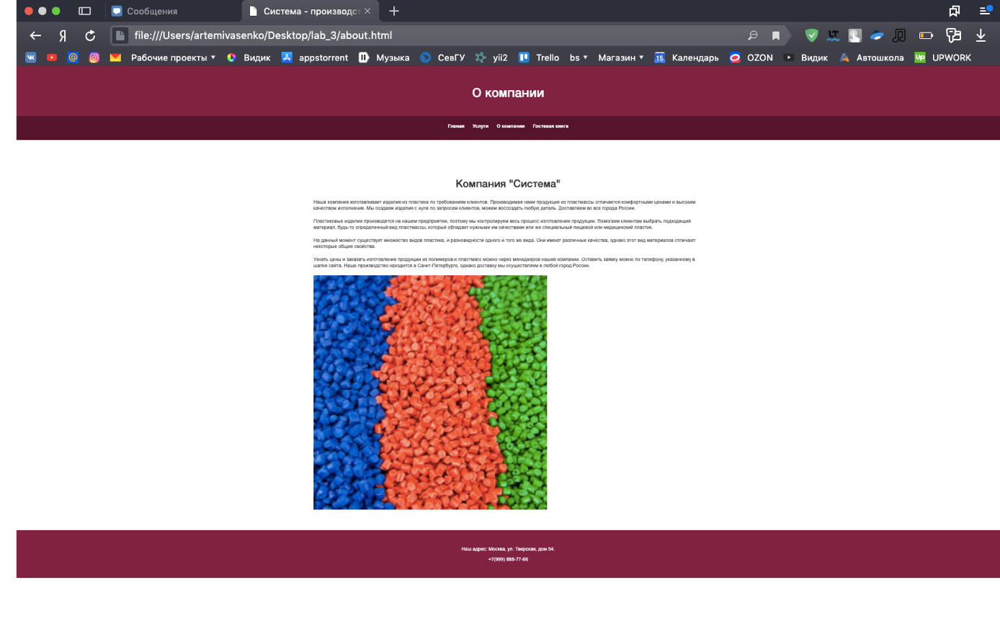 Сообщения
Система - производст
file:///Users/artemivasenko/Desktop/lab_3/about.html
Рабочие проекты Видик appstorrent Музыка СевГУ yii2 Trello bs Магазин 15 Календарь OZON Видик Автошкола Up UPWORK
О компании
Главная Услуги О компании Гостевая книга
Компания "Система"
Наша компания изготавливает изделия из пластика по требованиям клиентов. Производимая нами продукция из пластмассы отличается комфортными ценами и высоким
качеством исполнения. Мы создаем изделия с нуля по запросам клиентов, можем воссоздать любую деталь. Доставляем во все города России.
Пластиковые изделия производятся на нашем предприятии, поэтому мы контролируем весь процесс изготовления продукции. Помогаем клиентам выбрать подходящий
материал, будь-то определенный вид пластмассы, который обладает нужными им качествами или же специальный пищевой или медицинский пластик.
На данный момент существует множество видов пластика, и разновидности одного и того же вида. Они имеют различные качества, однако этот вид материалов отличают
некоторые общие свойства.
Узнать цены и заказать изготовление продукции из полимеров и пластмасс можно через менеджеров нашей компании. Оставить заявку можно по телефону, указанному в
шапке сайта. Наше производство находится в Санкт-Петербурге, однако доставку мы осуществляем в любой город России.
Наш адрес: Москва, ул. Тверская, дом 54.
+7(999) 888-77-66